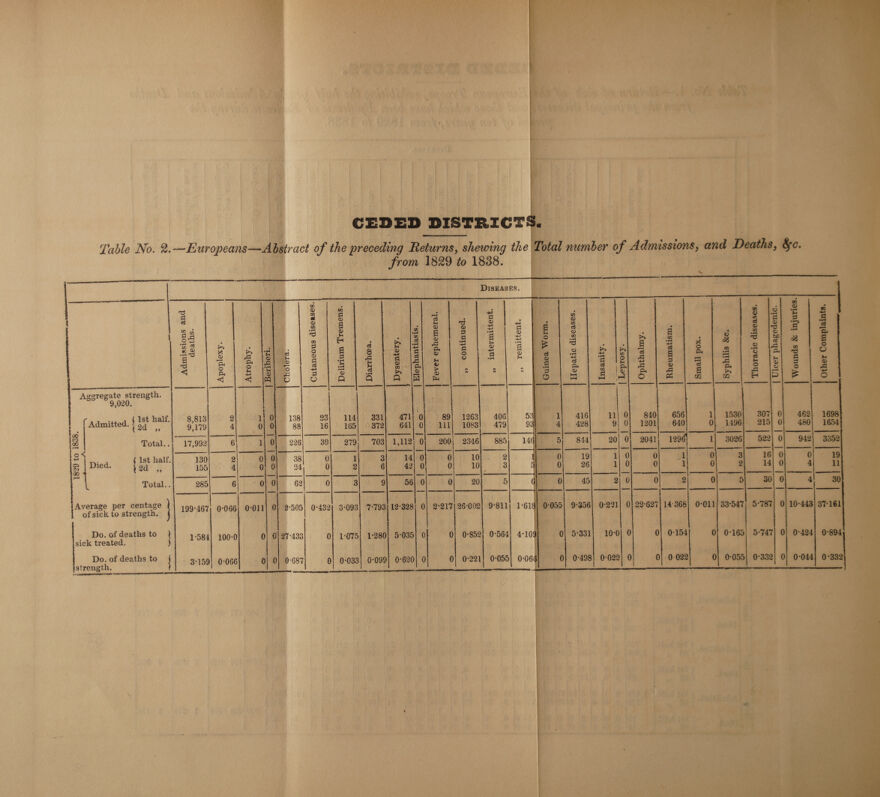 CEDED DISTRICTS.
Table No. 2.—Europeans—Abstract of the preceding Returns, shewing the Total number of Admissions, and Deaths, &c.
from 1829 to 1838.
DISEASES.
Admissions and deaths. Apoplexy. Atrophy. Beriberi. Cholera. Cutaneous diseases. Delirium Tremens. Diarrhœa. Dysentery. Elephantiasis. Fever ephemeral. „ continued. „ intermittent. „ remittent. Guinea Worm. Hepatic diseases. Insanity. Leprosy. Ophthalmy. Rheumatism. Small pox. Syphilis &c. Thoracic diseases. Ulcer phagedenic. Wounds & injuries. Other Complaints.
Aggregate strength.
9,020.
1829 to 1838.
Admitted. 1st half. 8,813 2 1 0 138 23 114 331 471 0 89 1263 406 53 1 416 11 0 840 656 1 1530 307 0 462 1698
2d „ 9,179 4 0 0 88 16 165 372 641 0 111 1083 479 93 4 428 9 0 1201 640 0 1496 215 0 480 1654
Total.. 17,992 6 1 0 226 39 279 703 1,112 0 200 2346 885 146 5 844 20 0 2041 1296 1 3026 522 0 942 3352
Died. 1st half. 130 2 0 0 38 0 1 3 14 0 0 10 2 1 0 19 1 0 0 1 0 3 16 0 0 19
2d „ 155 4 0 0 24 0 2 6 42 0 0 10 3 5 0 26 1 0 0 1 0 2 14 0 4 11
Total.. 285 6 0 0 62 0 3 9 56 0 0 20 5 6 0 45 2 0 0 2 0 5 30 0 4 30
Average per centage of sick to strength. 199·467 0·066 0·011 0 2·505 0·432 3·093 7·793 12·328 0 2·217 26·002 9·811 1·618 0·055 9·356 0·221 0 22·627 14·368 0·011 33·547 5·787 0 10·443 37·161
Do. of deaths to sick treated. 1·584 100·0 0 0 27·433 0 1·075 1·280 5·035 0 0 0·852 0·564 4·109 0 5·331 10·0 0 0 0·154 0 0·165 5·747 0 0·424 0·894
Do. of deaths to strength. 3·159 0·066 0 0 0·687 0 0·033 0·099 0·620 0 0 0·221 0·055 0·066 0 0·498 0·022 0 0 0·022 0 0·055 0·332 0 0·044 0·332